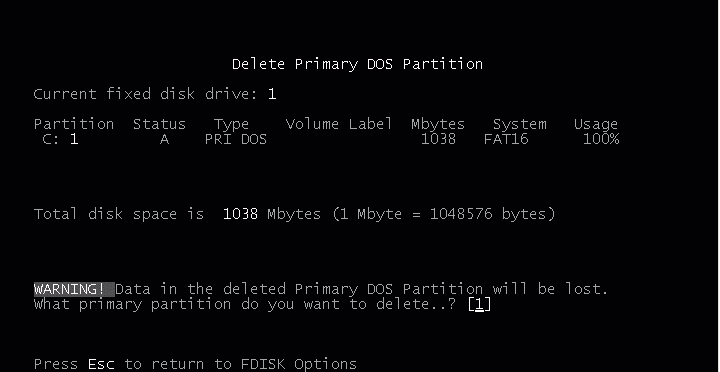 Delete Primary DOS Partition
Current fixed disk drive: 1
Partition  Status   Type    Volume Label  Mbytes   System   Usage
C: 1         A    PRI DOS                 1038   FAT16      100%
Total disk space is  1038 Mbytes (1 Mbyte = 1048576 bytes)
WARNING! Data in the deleted Primary DOS Partition will be lost.
What primary partition do you want to delete..? [1]
Press Esc to return to FDISK Options